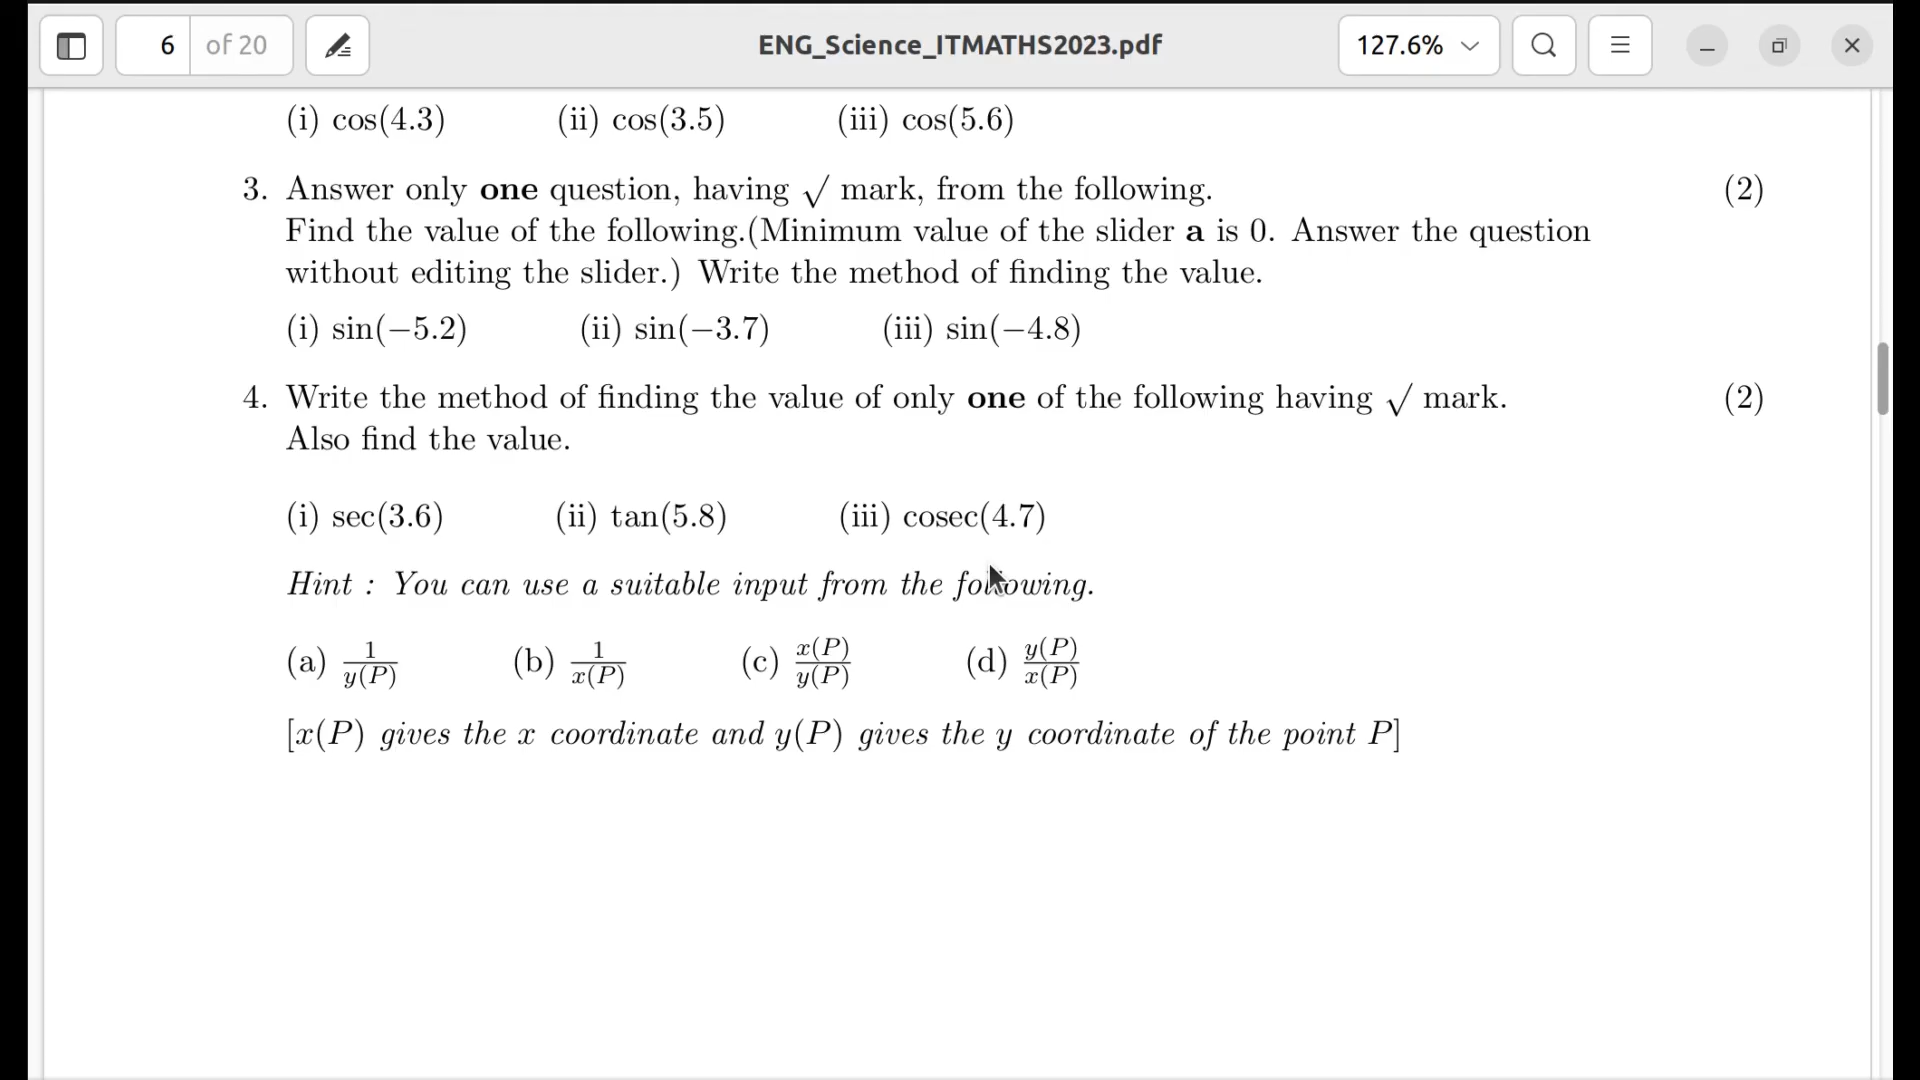 6 of 20 ENG_Science_ITMATHS2023.pdf 127.6%
(i) cos(4.3) (ii) cos(3.5) (iii) cos(5.6)
3. Answer only one question, having √ mark, from the following. (2)
Find the value of the following.(Minimum value of the slider a is 0. Answer the question
without editing the slider.) Write the method of finding the value.
(i) sin(−5.2) (ii) sin(−3.7) (iii) sin(−4.8)
4. Write the method of finding the value of only one of the following having √ mark. (2)
Also find the value.
(i) sec(3.6) (ii) tan(5.8) (iii) cosec(4.7)
Hint : You can use a suitable input from the following.
(a) 1/y(P) (b) 1/x(P) (c) x(P)/y(P) (d) y(P)/x(P)
[x(P) gives the x coordinate and y(P) gives the y coordinate of the point P]